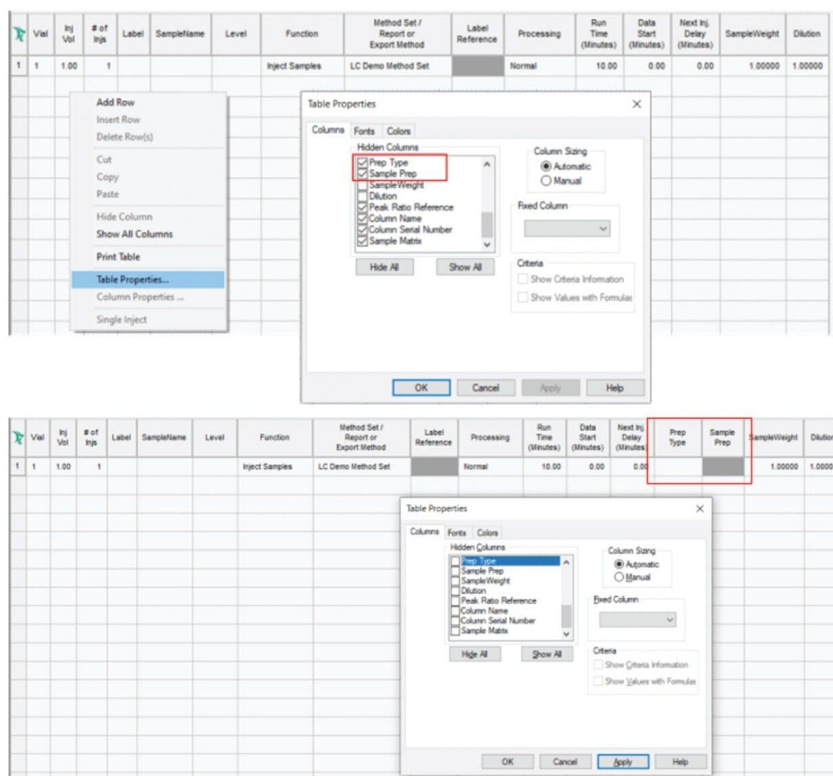 Vial
Inj Vol
# of Injs
Label
SampleName
Level
Function
Method Set / Report or Export Method
Label Reference
Processing
Run Time (Minutes)
Data Start (Minutes)
Next Inj. Delay (Minutes)
SampleWeight
Dilution
1 1 1.00 1 Inject Samples LC Demo Method Set Normal 10.00 0.00 0.00 1.00000 1.00000
Add Row
Insert Row
Delete Row(s)
Cut
Copy
Paste
Hide Column
Show All Columns
Print Table
Table Properties...
Column Properties ...
Single Inject
Table Properties
Columns Fonts Colors
Hidden Columns
Prep Type
Sample Prep
SampleWeight
Dilution
Peak Ratio Reference
Column Name
Column Serial Number
Sample Matrix
Hide All Show All
Column Sizing
Automatic
Manual
Fixed Column
Criteria
Show Criteria Information
Show Values with Formulas
OK Cancel Apply Help
Vial
Inj Vol
# of Injs
Label
SampleName
Level
Function
Method Set / Report or Export Method
Label Reference
Processing
Run Time (Minutes)
Data Start (Minutes)
Next Inj. Delay (Minutes)
Prep Type
Sample Prep
SampleWeight
Dilution
1 1 1.00 1 Inject Samples LC Demo Method Set Normal 10.00 0.00 0.00 1.00000 1.0000
Table Properties
Columns Fonts Colors
Hidden Columns
Prep Type
Sample Prep
SampleWeight
Dilution
Peak Ratio Reference
Column Name
Column Serial Number
Sample Matrix
Hide All Show All
Column Sizing
Automatic
Manual
Fixed Column
Criteria
Show Criteria Information
Show Values with Formulas
OK Cancel Apply Help